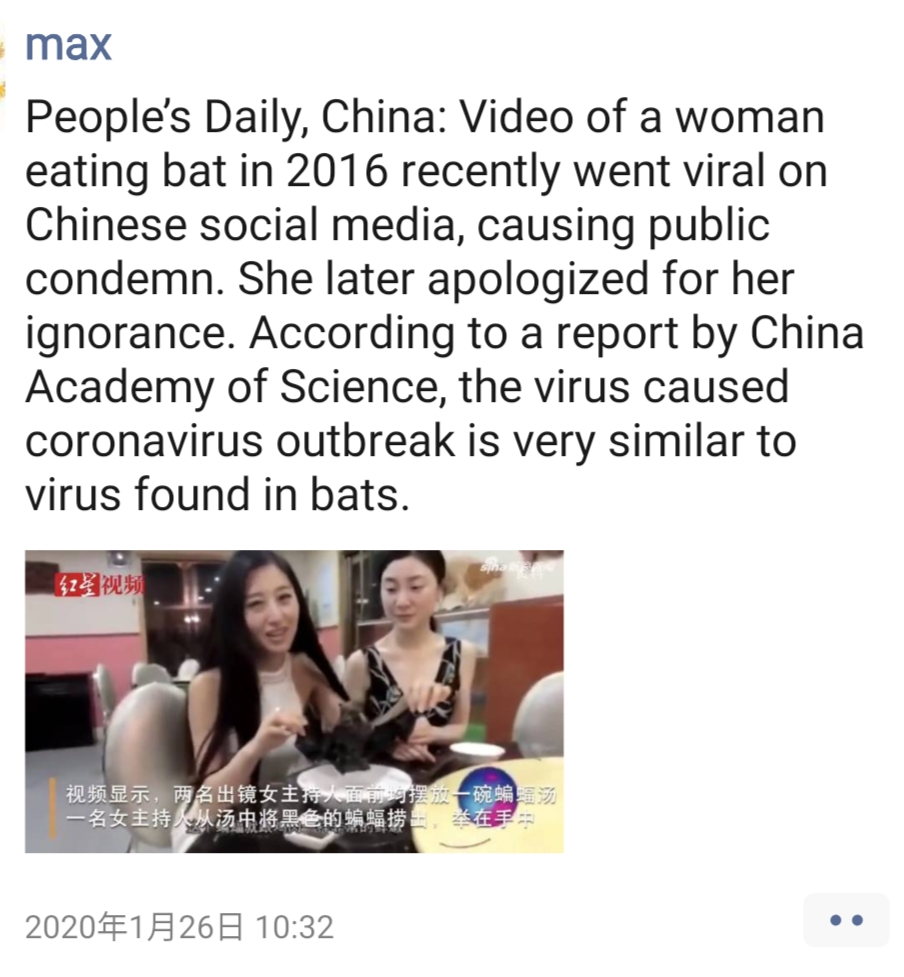 max
People's Daily, China: Video of a woman
eating bat in 2016 recently went viral on
Chinese social media, causing public
condemn. She later apologized for her
ignorance. According to a report by China
Academy of Science, the virus caused
coronavirus outbreak is very similar to
virus found in bats.
红星视频
sina
视频显示，两名出镜女主持人面前均摆放一碗蝙蝠汤
一名女主持人从汤中将黑色的蝙蝠捞出，举在手中
2020年1月26日 10:32